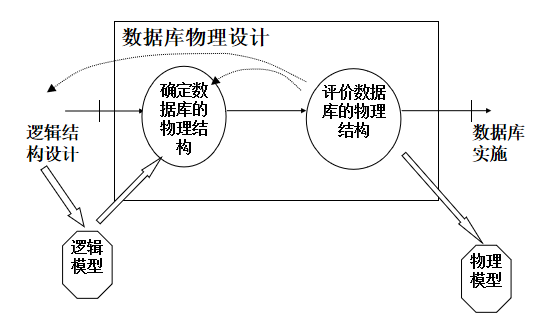 数据库物理设计
确定数
据库的
物理结
构
评价数据
库的物理
结构
逻辑结
构设计
数据库
实施
逻辑
模型
物理
模型